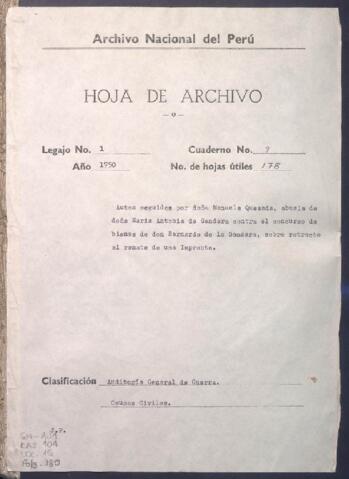 Archivo Nacional del Perú
HOJA DE ARCHIVO
— o —
Legajo No. 1 Cuaderno No.
Año 1950 No. de hojas útiles 178
Autos seguidos por doña Manuela Quesada, abuela de
doña María Antonia de Gandara contra el concurso de
bienes de don Bernardo de la Gandara, sobre retracto
al remate de una Imprenta.
Clasificación Auditoría General de Guerra.
Causas Civiles.
104
15
180